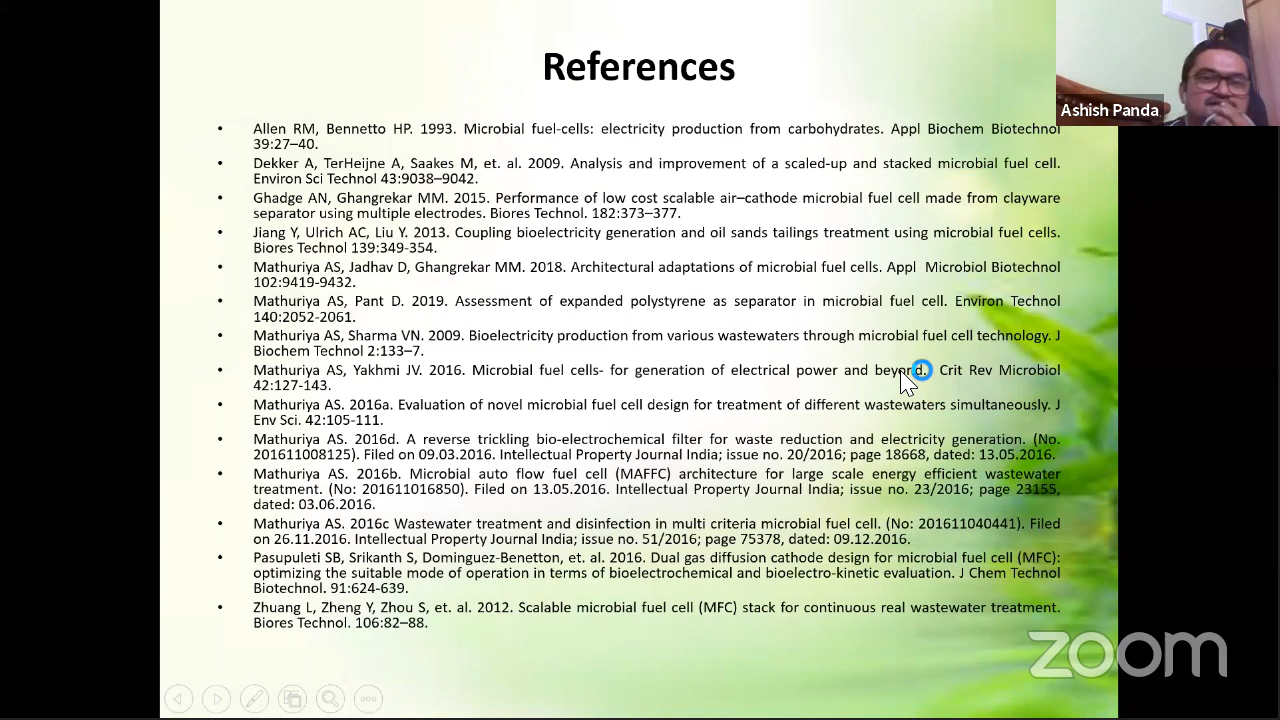 References
Ashish Panda
• Allen RM, Bennetto HP. 1993. Microbial fuel-cells: electricity production from carbohydrates. Appl Biochem Biotechnol
39:27–40.
• Dekker A, TerHeijne A, Saakes M, et. al. 2009. Analysis and improvement of a scaled-up and stacked microbial fuel cell.
Environ Sci Technol 43:9038–9042.
• Ghadge AN, Ghangrekar MM. 2015. Performance of low cost scalable air–cathode microbial fuel cell made from clayware
separator using multiple electrodes. Biores Technol. 182:373–377.
• Jiang Y, Ulrich AC, Liu Y. 2013. Coupling bioelectricity generation and oil sands tailings treatment using microbial fuel cells.
Biores Technol 139:349-354.
• Mathuriya AS, Jadhav D, Ghangrekar MM. 2018. Architectural adaptations of microbial fuel cells. Appl Microbiol Biotechnol
102:9419-9432.
• Mathuriya AS, Pant D. 2019. Assessment of expanded polystyrene as separator in microbial fuel cell. Environ Technol
140:2052-2061.
• Mathuriya AS, Sharma VN. 2009. Bioelectricity production from various wastewaters through microbial fuel cell technology. J
Biochem Technol 2:133–7.
• Mathuriya AS, Yakhmi JV. 2016. Microbial fuel cells- for generation of electrical power and beyond. Crit Rev Microbiol
42:127-143.
• Mathuriya AS. 2016a. Evaluation of novel microbial fuel cell design for treatment of different wastewaters simultaneously. J
Env Sci. 42:105-111.
• Mathuriya AS. 2016d. A reverse trickling bio-electrochemical filter for waste reduction and electricity generation. (No.
201611008125). Filed on 09.03.2016. Intellectual Property Journal India; issue no. 20/2016; page 18668, dated: 13.05.2016.
• Mathuriya AS. 2016b. Microbial auto flow fuel cell (MAFFC) architecture for large scale energy efficient wastewater
treatment. (No: 201611016850). Filed on 13.05.2016. Intellectual Property Journal India; issue no. 23/2016; page 23155,
dated: 03.06.2016.
• Mathuriya AS. 2016c Wastewater treatment and disinfection in multi criteria microbial fuel cell. (No: 201611040441). Filed
on 26.11.2016. Intellectual Property Journal India; issue no. 51/2016; page 75378, dated: 09.12.2016.
• Pasupuleti SB, Srikanth S, Dominguez-Benetton, et. al. 2016. Dual gas diffusion cathode design for microbial fuel cell (MFC):
optimizing the suitable mode of operation in terms of bioelectrochemical and bioelectro-kinetic evaluation. J Chem Technol
Biotechnol. 91:624-639.
• Zhuang L, Zheng Y, Zhou S, et. al. 2012. Scalable microbial fuel cell (MFC) stack for continuous real wastewater treatment.
Biores Technol. 106:82–88.
zoom